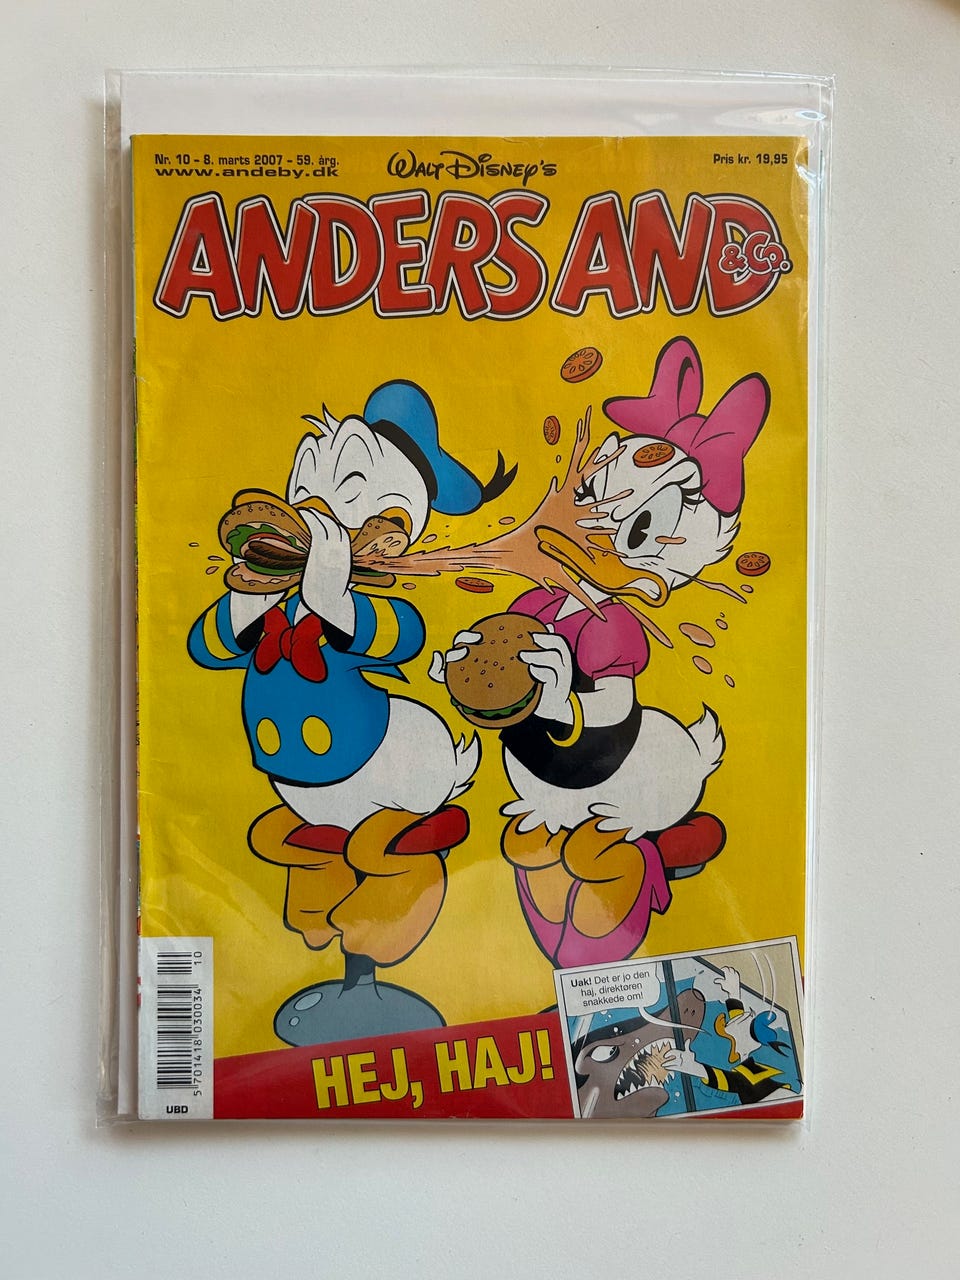 Nr. 10 - 8. marts 2007 - 59. årg.
www.andeby.dk
WALT DISNEY'S
Pris kr. 19,95
ANDERS AND
& Co.
Uak! Det er jo den
haj, direktøren
snakkede om!
HEJ, HAJ!
10
5 701418 030034
UBD